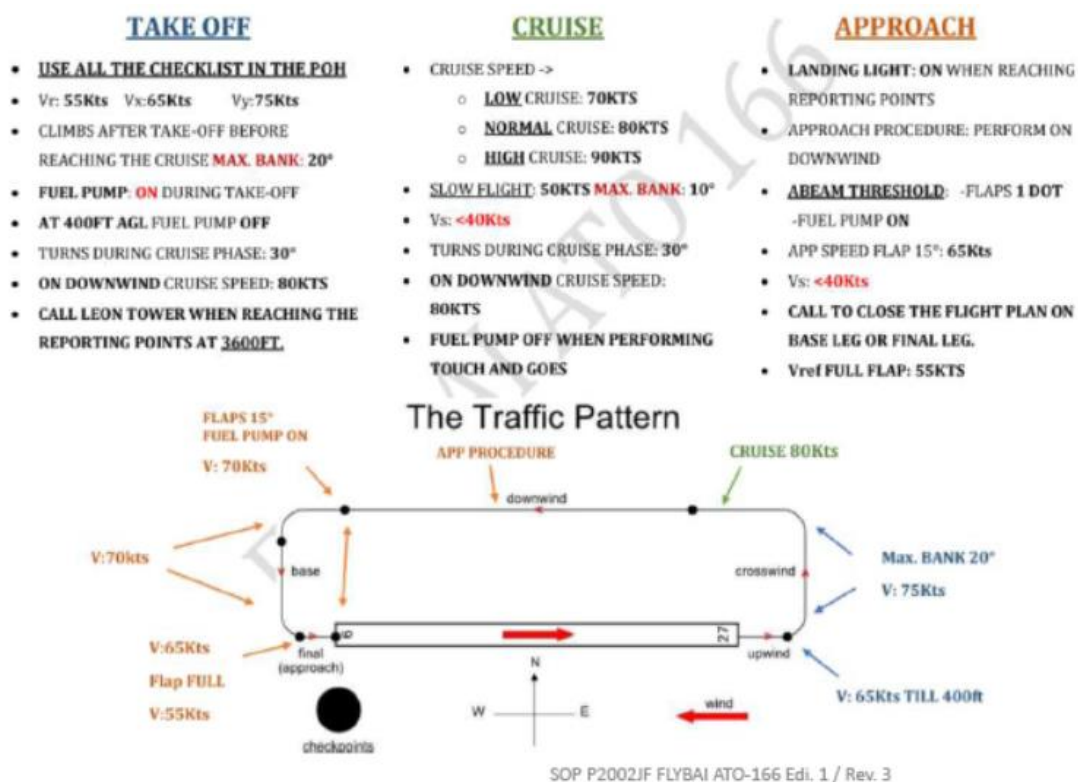 TAKE OFF
• USE ALL THE CHECKLIST IN THE POH
• Vr: 55Kts Vx:65Kts Vy:75Kts
• CLIMBS AFTER TAKE-OFF BEFORE
REACHING THE CRUISE MAX. BANK: 20°
• FUEL PUMP: ON DURING TAKE-OFF
• AT 400FT AGL FUEL PUMP OFF
• TURNS DURING CRUISE PHASE: 30°
• ON DOWNWIND CRUISE SPEED: 80KTS
• CALL LEON TOWER WHEN REACHING THE
REPORTING POINTS AT 3600FT.
CRUISE
• CRUISE SPEED ->
o LOW CRUISE: 70KTS
o NORMAL CRUISE: 80KTS
o HIGH CRUISE: 90KTS
• SLOW FLIGHT: 50KTS MAX. BANK: 10°
• Vs: <40Kts
• TURNS DURING CRUISE PHASE: 30°
• ON DOWNWIND CRUISE SPEED:
80KTS
• FUEL PUMP OFF WHEN PERFORMING
TOUCH AND GOES
APPROACH
• LANDING LIGHT: ON WHEN REACHING
REPORTING POINTS
• APPROACH PROCEDURE: PERFORM ON
DOWNWIND
• ABEAM THRESHOLD: -FLAPS 1 DOT
-FUEL PUMP ON
• APP SPEED FLAP 15°: 65Kts
• Vs: <40Kts
• CALL TO CLOSE THE FLIGHT PLAN ON
BASE LEG OR FINAL LEG.
• Vref FULL FLAP: 55KTS
The Traffic Pattern
FLAPS 15°
FUEL PUMP ON
V: 70Kts
APP PROCEDURE
CRUISE 80Kts
downwind
V:70kts
base
crosswind
Max. BANK 20°
V: 75Kts
9
27
final
(approach)
upwind
V:65Kts
Flap FULL
V:55Kts
V: 65Kts TILL 400ft
N
W
E
wind
checkpoints
ATO 166
SOP P2002JF FLYBAI ATO-166 Edi. 1 / Rev. 3